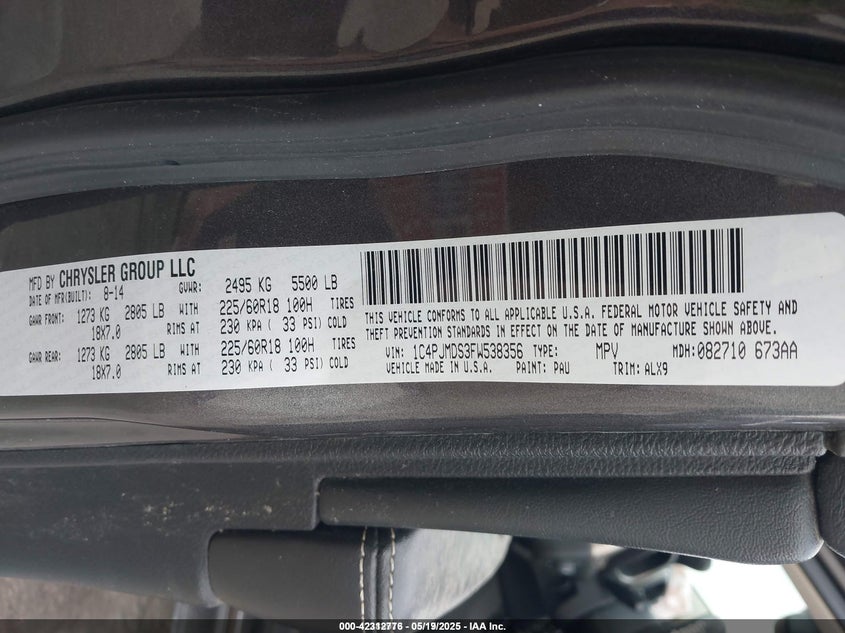 MFD BY CHRYSLER GROUP LLC
DATE OF MFR(BUILT): 8-14
GVWR: 2495 KG 5500 LB
GAWR FRONT: 1273 KG 2805 LB WITH 225/60R18 100H TIRES
18X7.0 RIMS AT 230 KPA ( 33 PSI) COLD
GAWR REAR: 1273 KG 2805 LB WITH 225/60R18 100H TIRES
18X7.0 RIMS AT 230 KPA ( 33 PSI) COLD
THIS VEHICLE CONFORMS TO ALL APPLICABLE U.S.A. FEDERAL MOTOR VEHICLE SAFETY AND
THEFT PREVENTION STANDARDS IN EFFECT ON THE DATE OF MANUFACTURE SHOWN ABOVE.
VIN: 1C4PJMDS3FW538356 TYPE: MPV MDH:082710 673AA
VEHICLE MADE IN U.S.A. PAINT: PAU TRIM: ALX9
000-42312776 - 05/19/2025 - IAA Inc.